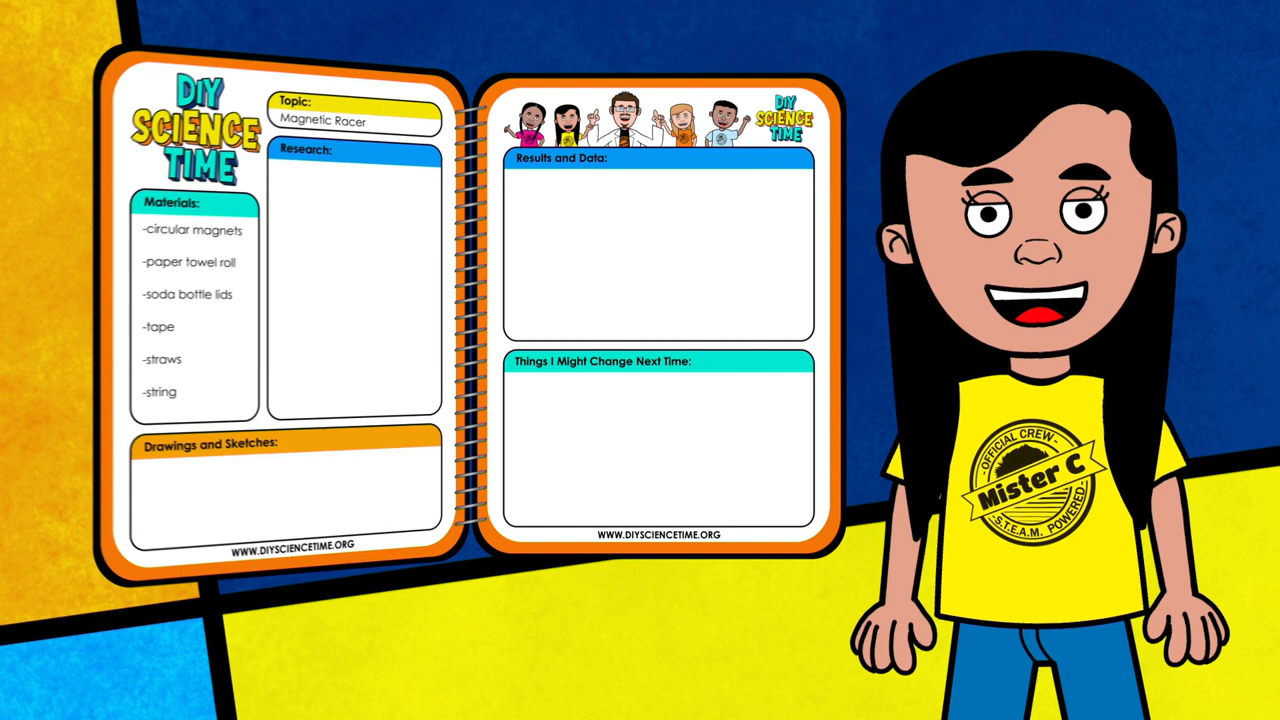 DIY
SCIENCE
TIME
Topic:
Magnetic Racer
Research:
Materials:
-circular magnets
-paper towel roll
-soda bottle lids
-tape
-straws
-string
Drawings and Sketches:
WWW.DIYSCIENCETIME.ORG
DIY
SCIENCE
TIME
Results and Data:
Things I Might Change Next Time:
WWW.DIYSCIENCETIME.ORG
-OFFICIAL CREW-
Mister C
-S.T.E.A.M. POWERED-